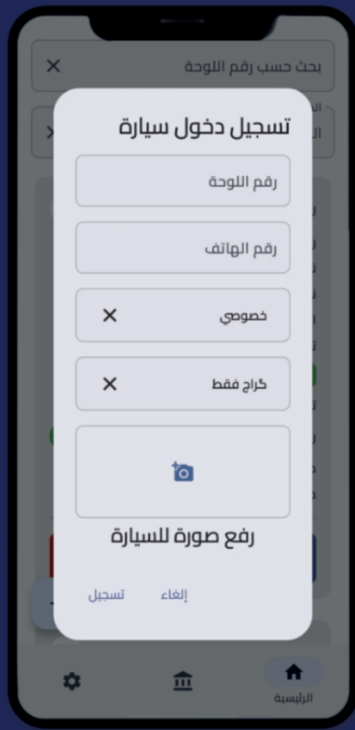 بحث حسب رقم اللوحة
تسجيل دخول سيارة
رقم اللوحة
رقم الهاتف
خصوصي
گراج فقط
رفع صورة للسيارة
إلغاء
تسجيل
الرئيسية